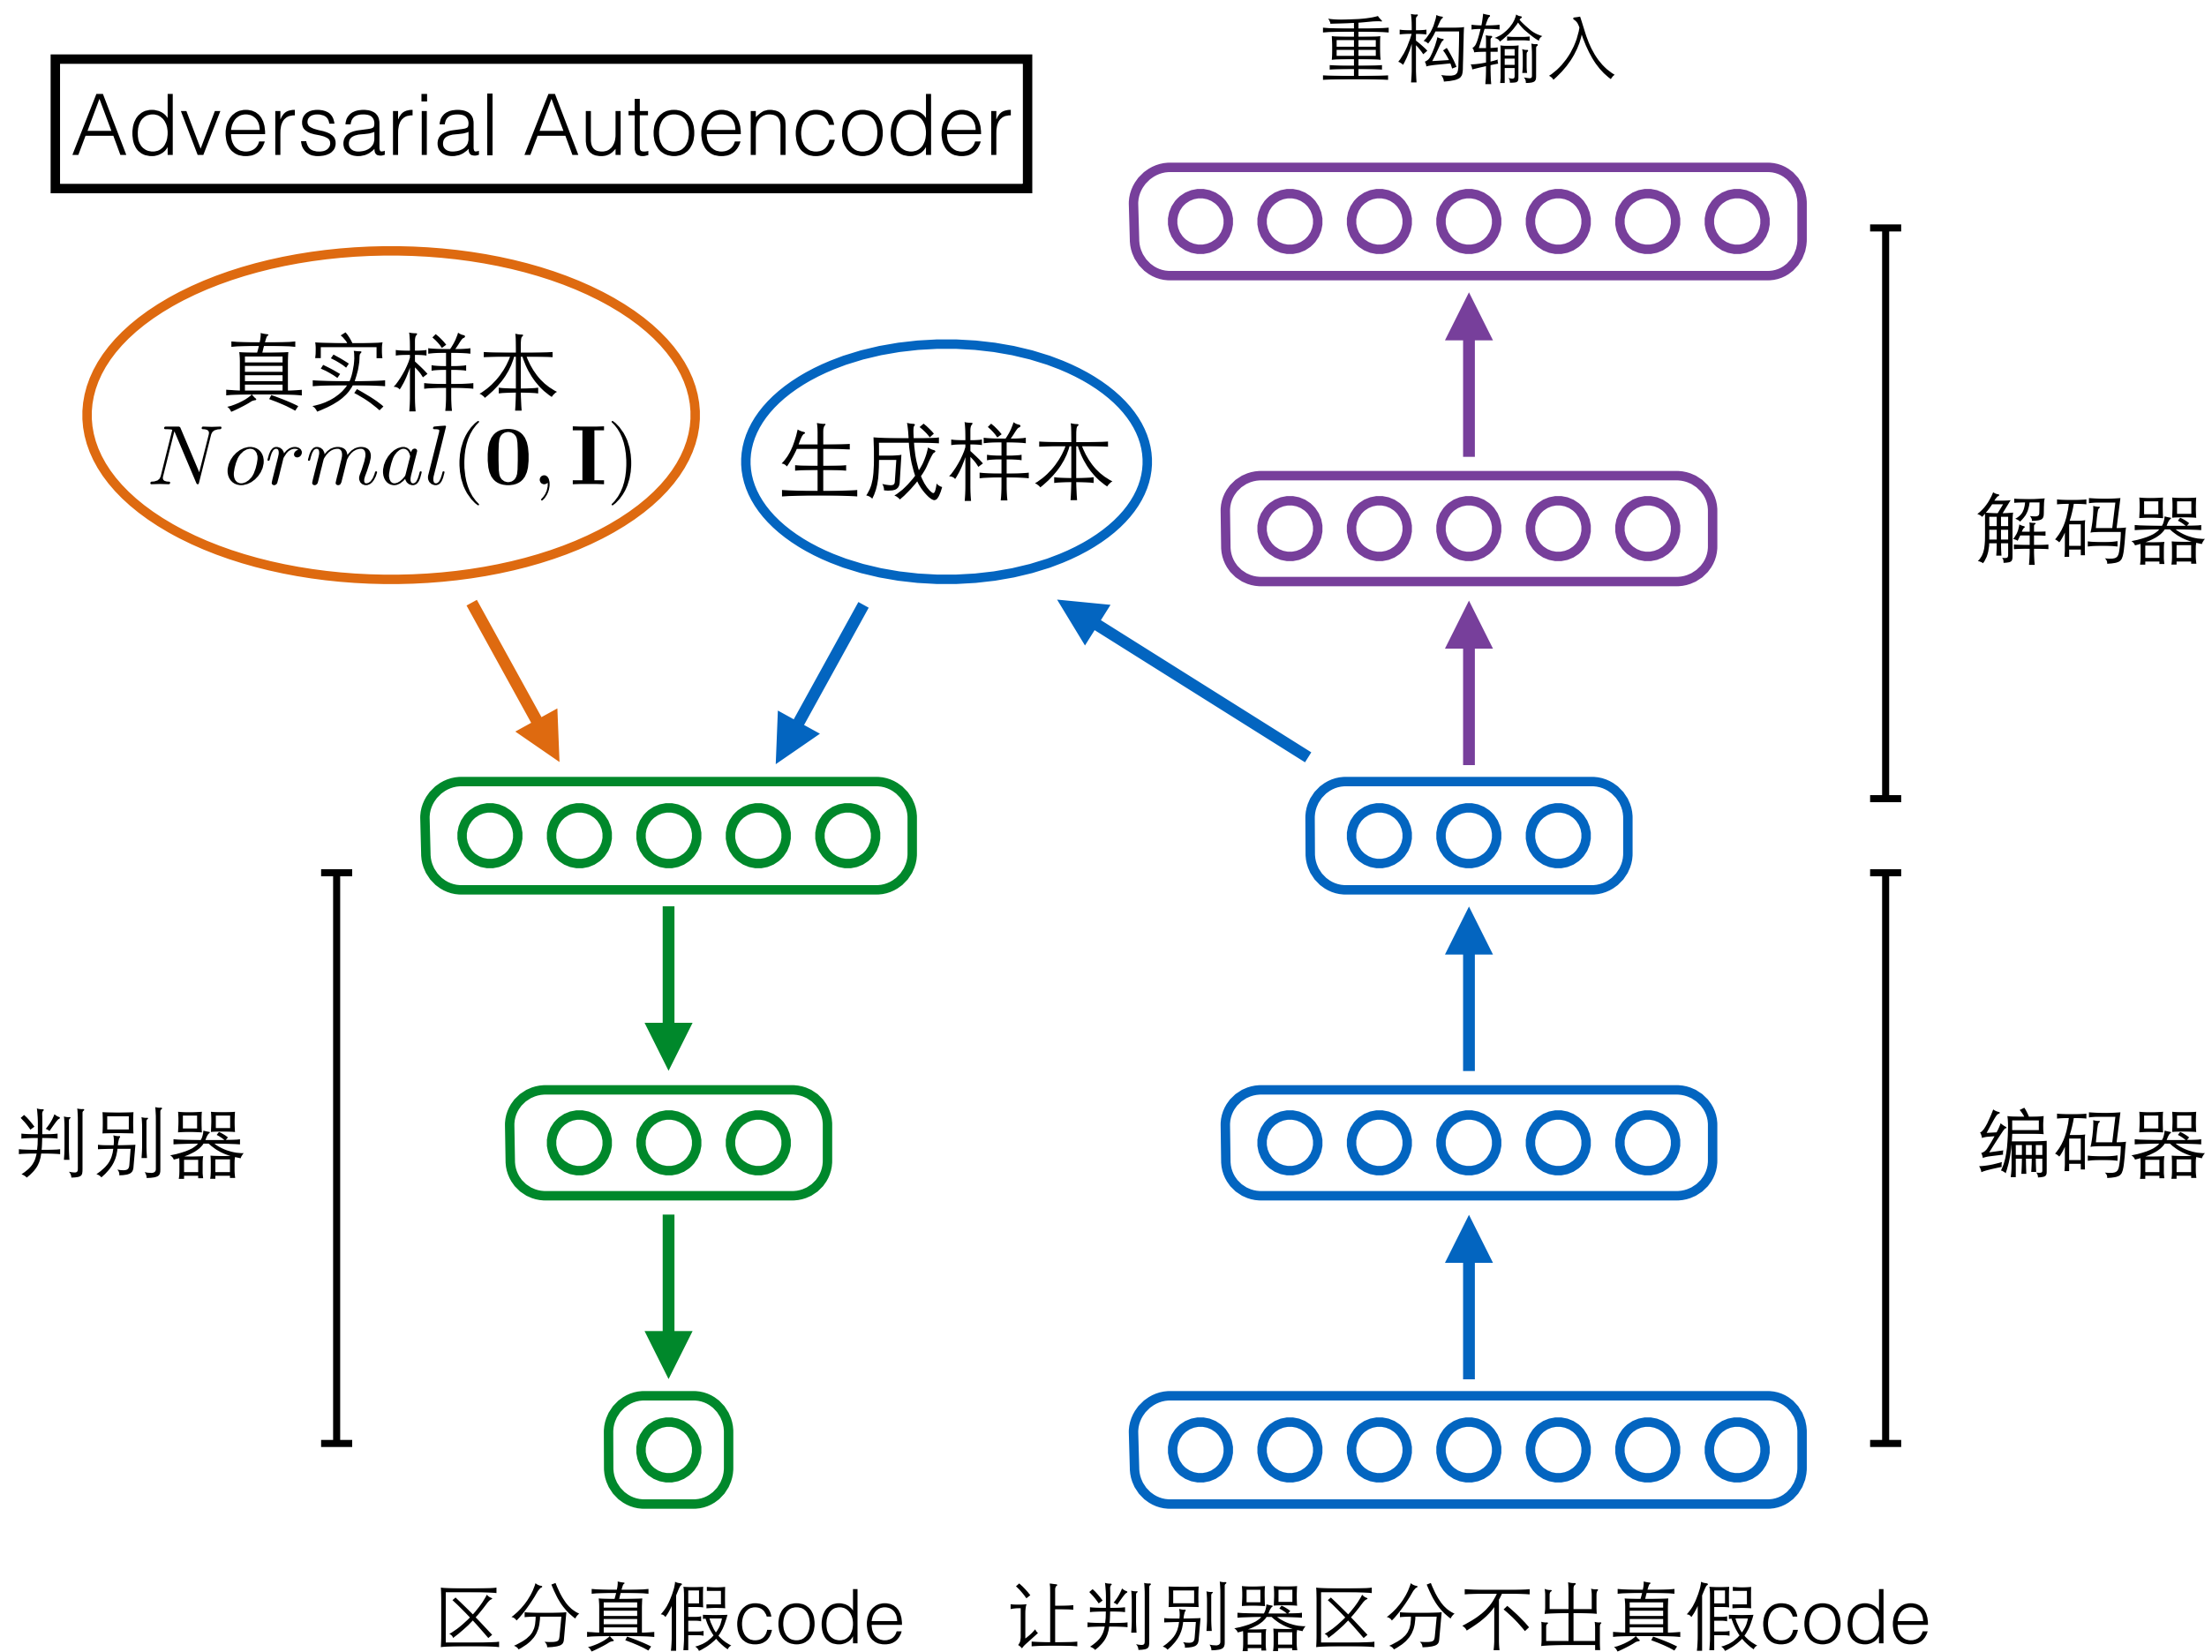 Adversarial Autoencoder
重构输入
真实样本
Normal(0, I)
生成样本
解码器
判别器
编码器
区分真假code
让判别器区分不出真假code